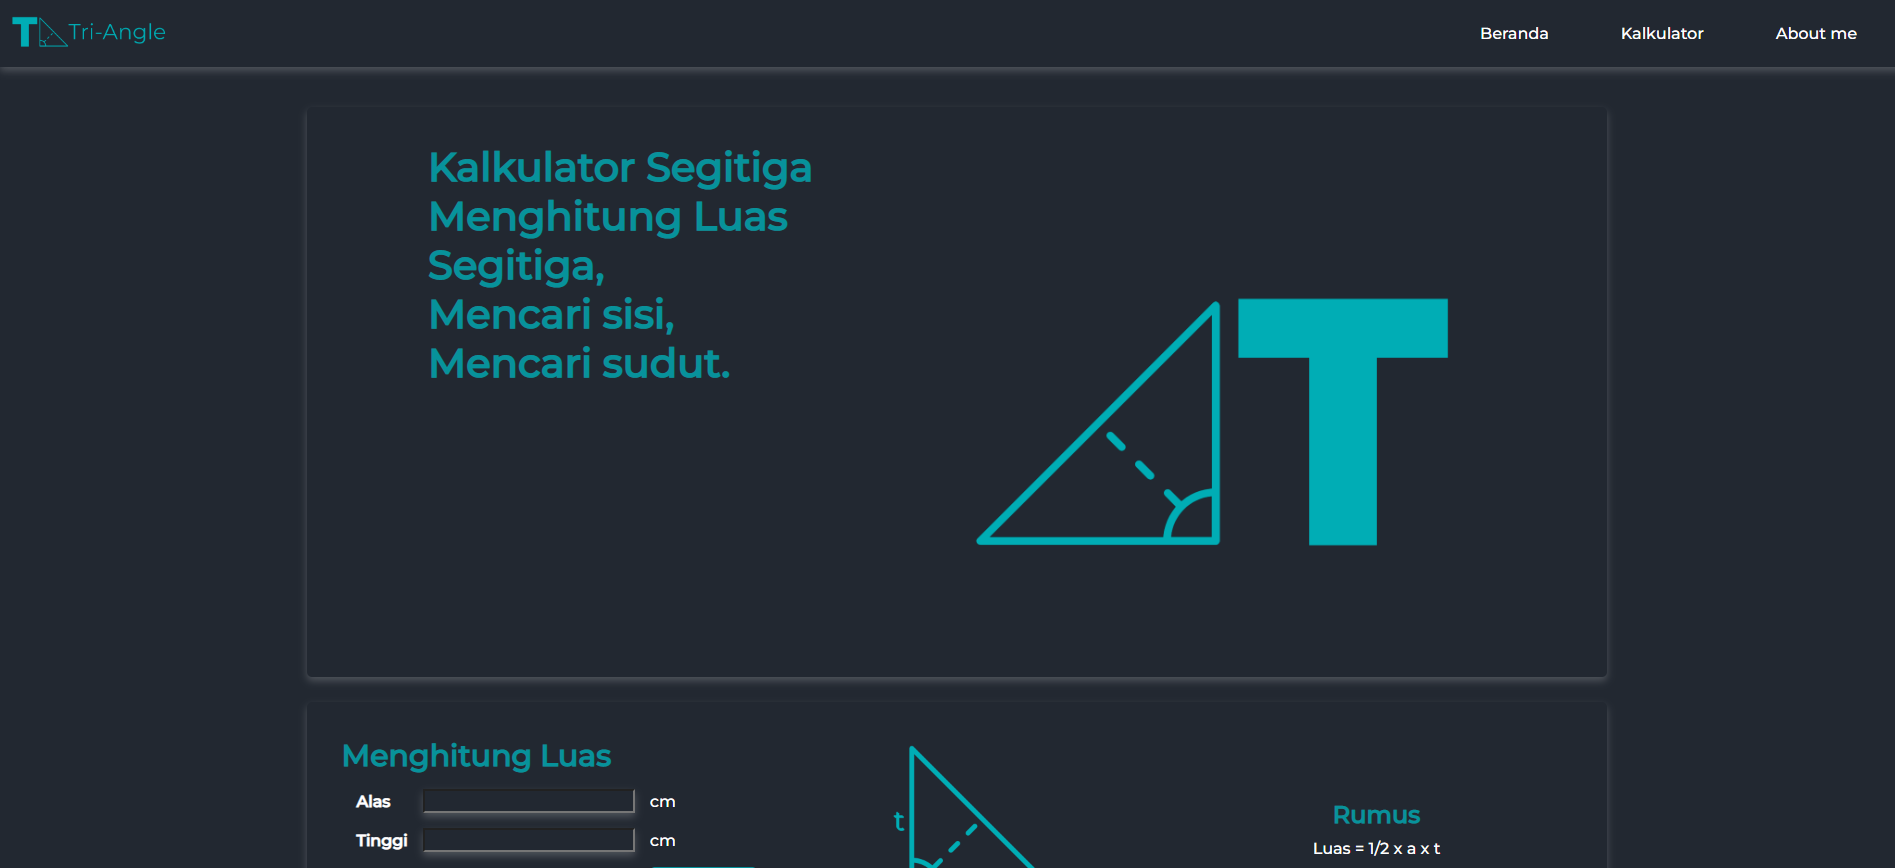 T Tri-Angle
Beranda
Kalkulator
About me
Kalkulator Segitiga
Menghitung Luas
Segitiga,
Mencari sisi,
Mencari sudut.
T
Menghitung Luas
Alas cm
Tinggi cm
t
Rumus
Luas = 1/2 x a x t